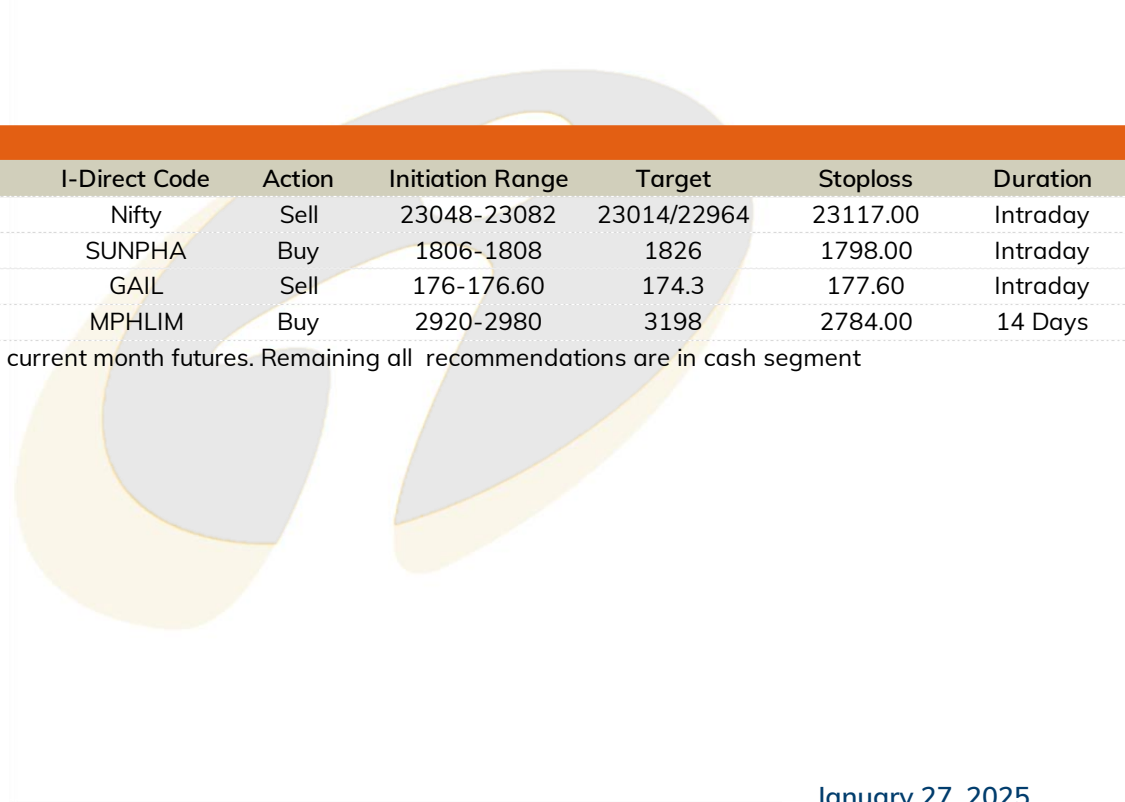 I-Direct Code Action Initiation Range Target Stoploss Duration
Nifty Sell 23048-23082 23014/22964 23117.00 Intraday
SUNPHA Buy 1806-1808 1826 1798.00 Intraday
GAIL Sell 176-176.60 174.3 177.60 Intraday
MPHLIM Buy 2920-2980 3198 2784.00 14 Days
current month futures. Remaining all recommendations are in cash segment
January 27, 2025